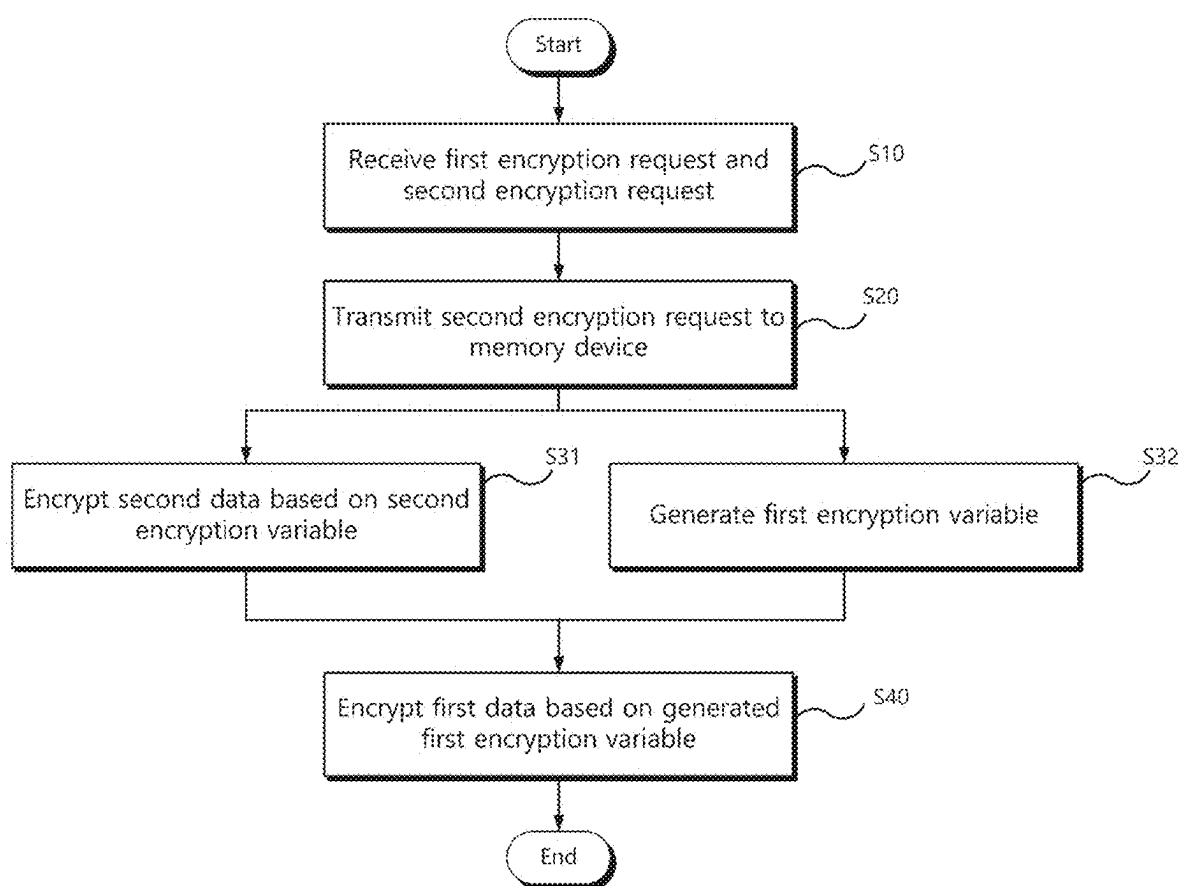 Start
Receive first encryption request and
second encryption request
S10
Transmit second encryption request to
memory device
S20
Encrypt second data based on second
encryption variable
S31
Generate first encryption variable
S32
Encrypt first data based on generated
first encryption variable
S40
End